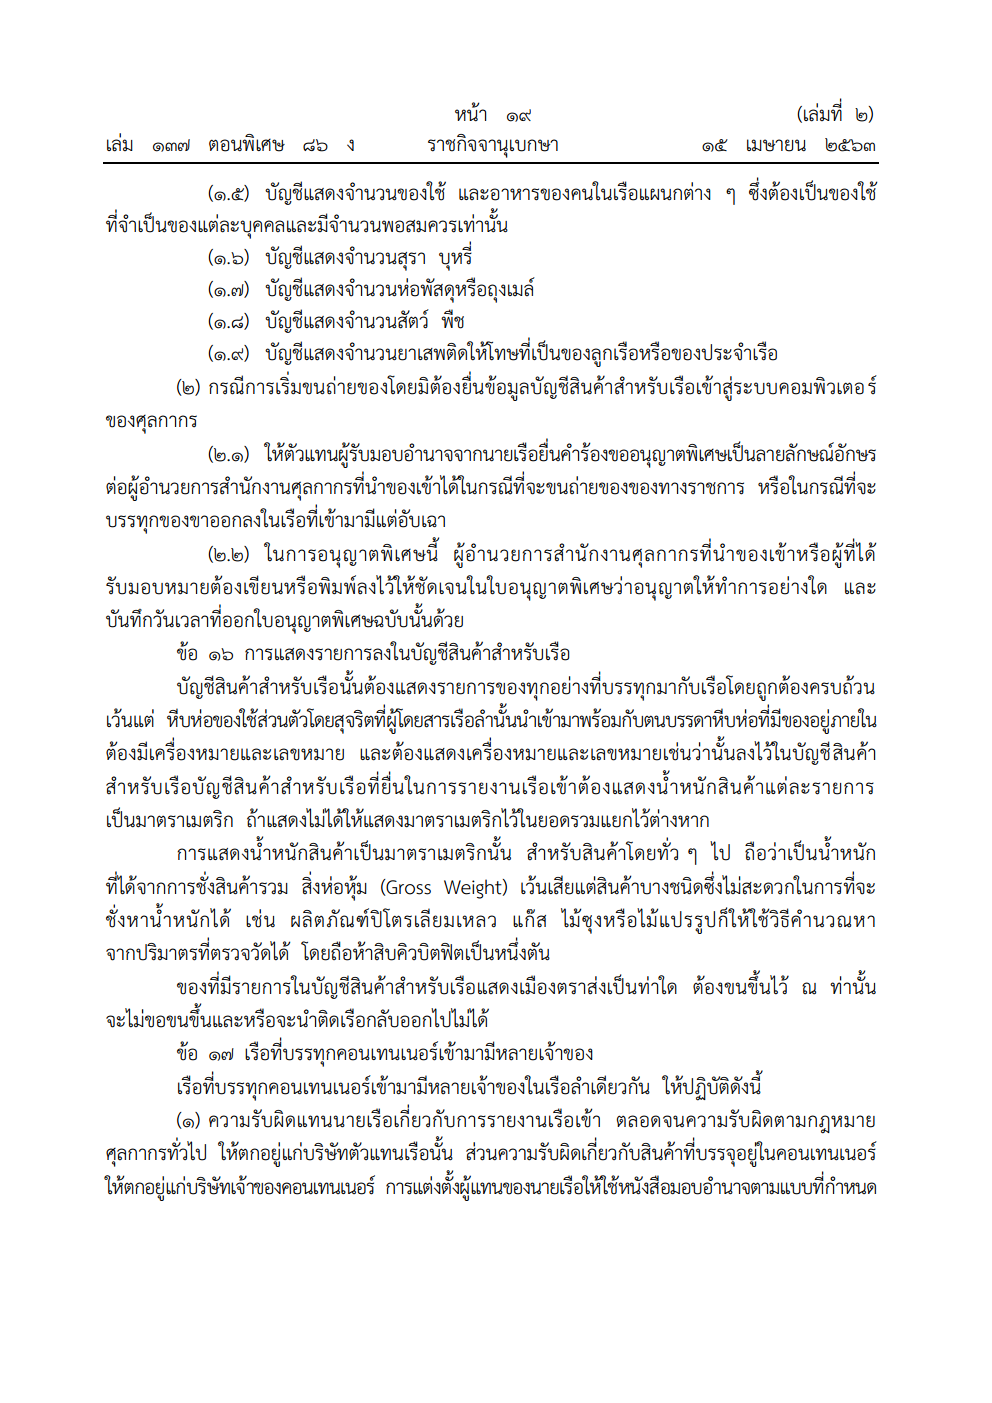 หน้า ๑๙ (เล่มที่ ๒)
เล่ม ๑๓๗ ตอนพิเศษ ๘๖ ง ราชกิจจานุเบกษา ๑๕ เมษายน ๒๕๖๓
(๑.๕) บัญชีแสดงจำนวนของใช้ และอาหารของคนในเรือแผนกต่าง ๆ ซึ่งต้องเป็นของใช้
ที่จำเป็นของแต่ละบุคคลและมีจำนวนพอสมควรเท่านั้น
(๑.๖) บัญชีแสดงจำนวนสุรา บุหรี่
(๑.๗) บัญชีแสดงจำนวนห่อพัสดุหรือถุงเมล์
(๑.๘) บัญชีแสดงจำนวนสัตว์ พืช
(๑.๙) บัญชีแสดงจำนวนยาเสพติดให้โทษที่เป็นของลูกเรือหรือของประจำเรือ
(๒) กรณีการเริ่มขนถ่ายของโดยมิต้องยื่นข้อมูลบัญชีสินค้าสำหรับเรือเข้าสู่ระบบคอมพิวเตอร์
ของศุลกากร
(๒.๑) ให้ตัวแทนผู้รับมอบอำนาจจากนายเรือยื่นคำร้องขออนุญาตพิเศษเป็นลายลักษณ์อักษร
ต่อผู้อำนวยการสำนักงานศุลกากรที่นำของเข้าได้ในกรณีที่จะขนถ่ายของของทางราชการ หรือในกรณีที่จะ
บรรทุกของขาออกลงในเรือที่เข้ามามีแต่อับเฉา
(๒.๒) ในการอนุญาตพิเศษนี้ ผู้อำนวยการสำนักงานศุลกากรที่นำของเข้าหรือผู้ที่ได้
รับมอบหมายต้องเขียนหรือพิมพ์ลงไว้ให้ชัดเจนในใบอนุญาตพิเศษว่าอนุญาตให้ทำการอย่างใด และ
บันทึกวันเวลาที่ออกใบอนุญาตพิเศษฉบับนั้นด้วย
ข้อ ๑๖ การแสดงรายการลงในบัญชีสินค้าสำหรับเรือ
บัญชีสินค้าสำหรับเรือนั้นต้องแสดงรายการของทุกอย่างที่บรรทุกมากับเรือโดยถูกต้องครบถ้วน
เว้นแต่ หีบห่อของใช้ส่วนตัวโดยสุจริตที่ผู้โดยสารเรือลำนั้นนำเข้ามาพร้อมกับตนบรรดาหีบห่อที่มีของอยู่ภายใน
ต้องมีเครื่องหมายและเลขหมาย และต้องแสดงเครื่องหมายและเลขหมายเช่นว่านั้นลงไว้ในบัญชีสินค้า
สำหรับเรือบัญชีสินค้าสำหรับเรือที่ยื่นในการรายงานเรือเข้าต้องแสดงน้ำหนักสินค้าแต่ละรายการ
เป็นมาตราเมตริก ถ้าแสดงไม่ได้ให้แสดงมาตราเมตริกไว้ในยอดรวมแยกไว้ต่างหาก
การแสดงน้ำหนักสินค้าเป็นมาตราเมตริกนั้น สำหรับสินค้าโดยทั่ว ๆ ไป ถือว่าเป็นน้ำหนัก
ที่ได้จากการชั่งสินค้ารวม สิ่งห่อหุ้ม (Gross Weight) เว้นเสียแต่สินค้าบางชนิดซึ่งไม่สะดวกในการที่จะ
ชั่งหาน้ำหนักได้ เช่น ผลิตภัณฑ์ปิโตรเลียมเหลว แก๊ส ไม้ซุงหรือไม้แปรรูปก็ให้ใช้วิธีคำนวณหา
จากปริมาตรที่ตรวจวัดได้ โดยถือห้าสิบคิวบิตฟิตเป็นหนึ่งตัน
ของที่มีรายการในบัญชีสินค้าสำหรับเรือแสดงเมืองตราส่งเป็นท่าใด ต้องขนขึ้นไว้ ณ ท่านั้น
จะไม่ขอขนขึ้นและหรือจะนำติดเรือกลับออกไปไม่ได้
ข้อ ๑๗ เรือที่บรรทุกคอนเทนเนอร์เข้ามามีหลายเจ้าของ
เรือที่บรรทุกคอนเทนเนอร์เข้ามามีหลายเจ้าของในเรือลำเดียวกัน ให้ปฏิบัติดังนี้
(๑) ความรับผิดแทนนายเรือเกี่ยวกับการรายงานเรือเข้า ตลอดจนความรับผิดตามกฎหมาย
ศุลกากรทั่วไป ให้ตกอยู่แก่บริษัทตัวแทนเรือนั้น ส่วนความรับผิดเกี่ยวกับสินค้าที่บรรจุอยู่ในคอนเทนเนอร์
ให้ตกอยู่แก่บริษัทเจ้าของคอนเทนเนอร์ การแต่งตั้งผู้แทนของนายเรือให้ใช้หนังสือมอบอำนาจตามแบบที่กำหนด